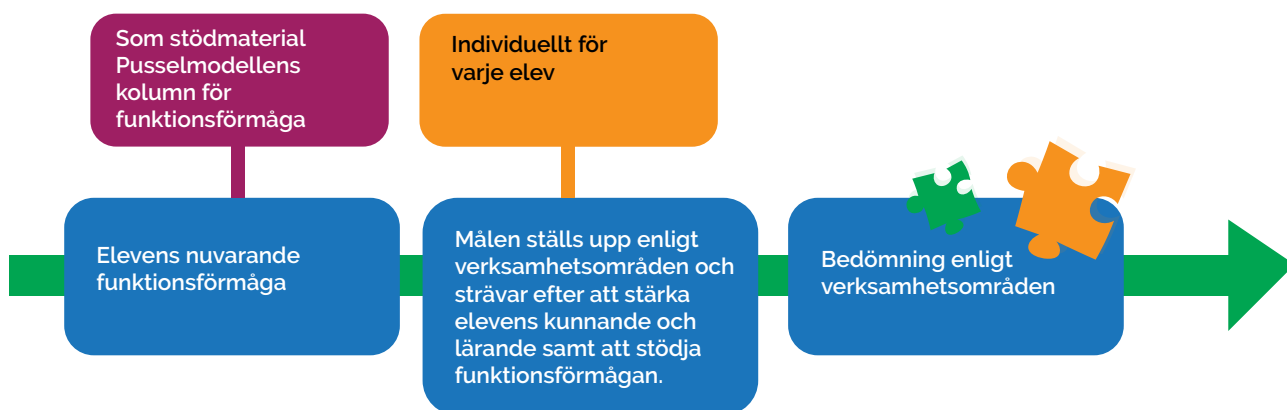 Som stödmaterial
Pusselmodellens
kolumn för
funktionsförmåga
Individuellt för
varje elev
Elevens nuvarande
funktionsförmåga
Målen ställs upp enligt
verksamhetsområden och
strävar efter att stärka
elevens kunnande och
lärande samt att stödja
funktionsförmågan.
Bedömning enligt
verksamhetsområden